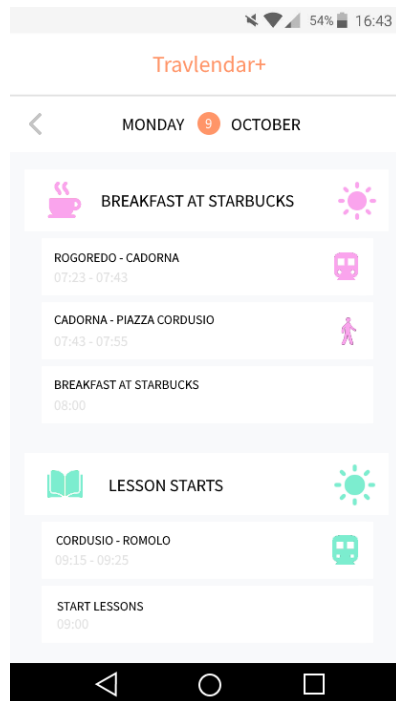 54% 16:43
Travlendar+
MONDAY 9 OCTOBER
BREAKFAST AT STARBUCKS
ROGOREDO - CADORNA
07:23 - 07:43
CADORNA - PIAZZA CORDUSIO
07:43 - 07:55
BREAKFAST AT STARBUCKS
08:00
LESSON STARTS
CORDUSIO - ROMOLO
09:15 - 09:25
START LESSONS
09:00